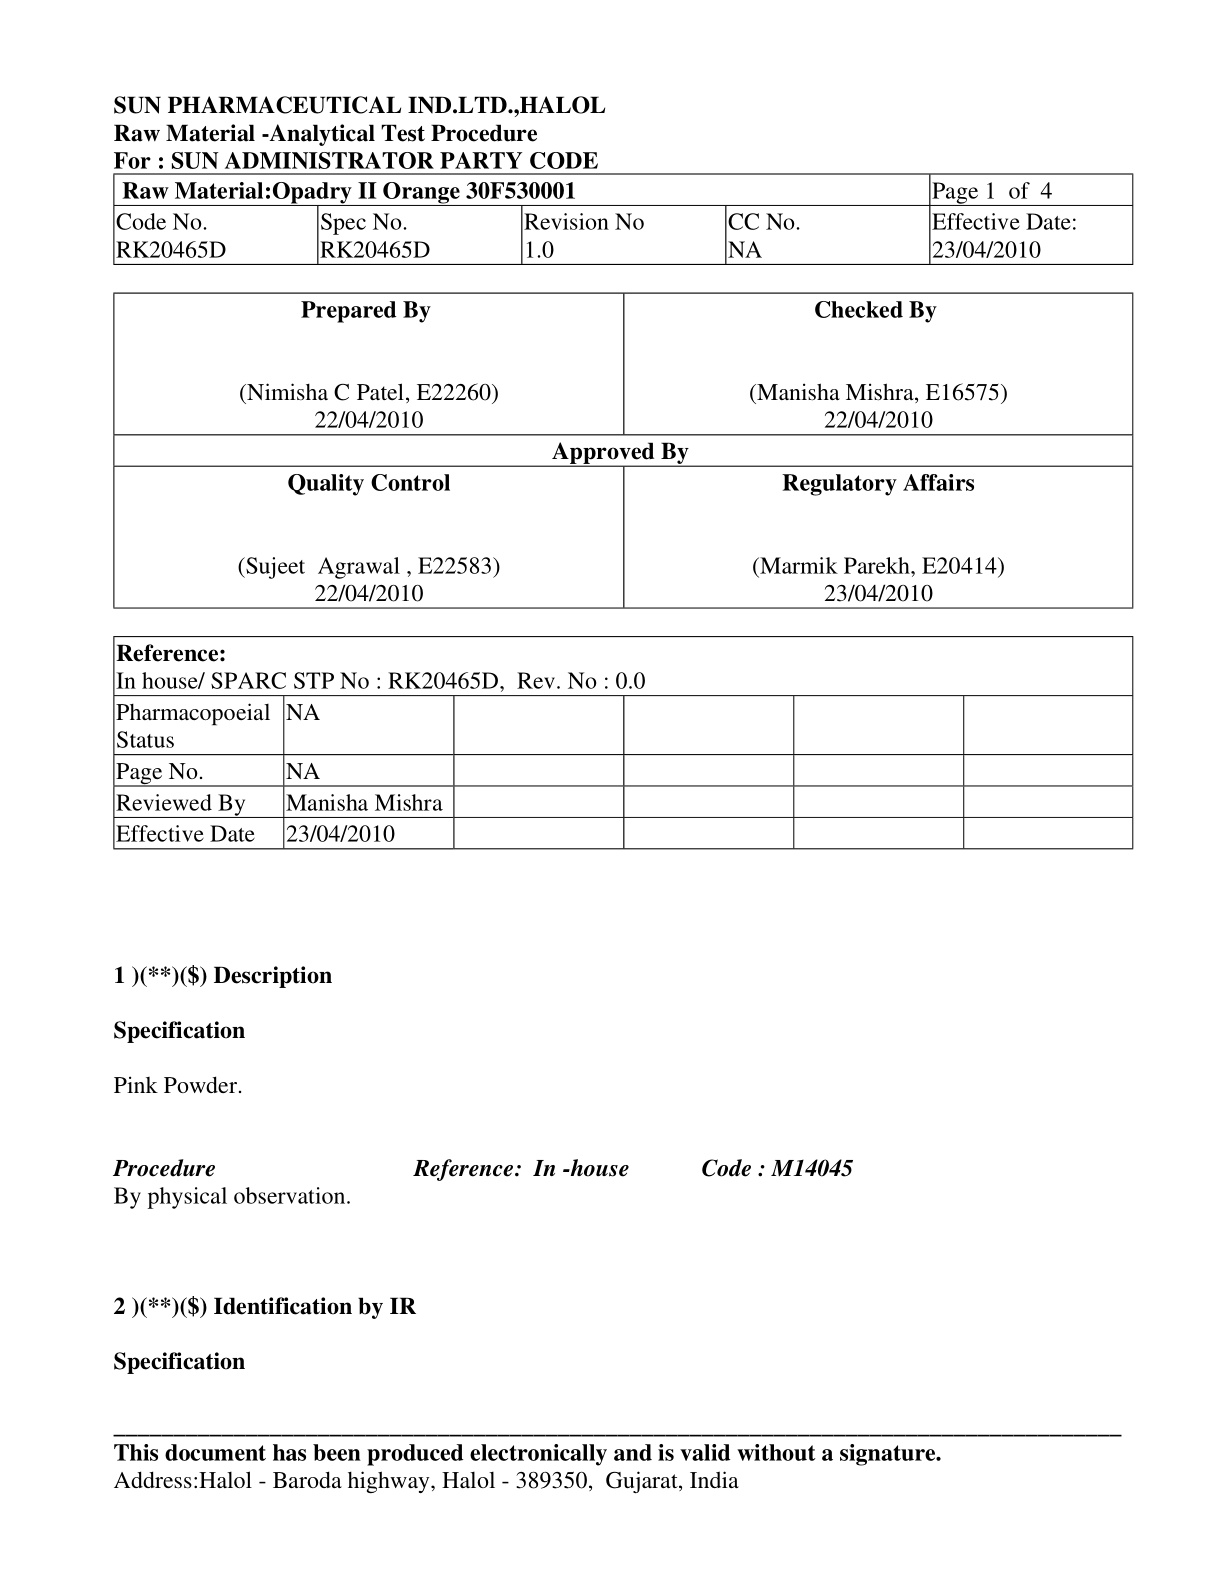 SUN PHARMACEUTICAL IND.LTD.,HALOL
Raw Material -Analytical Test Procedure
For : SUN ADMINISTRATOR PARTY CODE
Raw Material:Opadry II Orange 30F530001 Page 1 of 4
Code No. Spec No. Revision No CC No. Effective Date:
RK20465D RK20465D 1.0 NA 23/04/2010
Prepared By Checked By
(Nimisha C Patel, E22260) (Manisha Mishra, E16575)
22/04/2010 22/04/2010
Approved By
Quality Control Regulatory Affairs
(Sujeet Agrawal , E22583) (Marmik Parekh, E20414)
22/04/2010 23/04/2010
Reference:
In house/ SPARC STP No : RK20465D, Rev. No : 0.0
Pharmacopoeial NA
Status
Page No. NA
Reviewed By Manisha Mishra
Effective Date 23/04/2010
1 )(**)($) Description
Specification
Pink Powder.
Procedure Reference: In -house Code : M14045
By physical observation.
2 )(**)($) Identification by IR
Specification
This document has been produced electronically and is valid without a signature.
Address:Halol - Baroda highway, Halol - 389350, Gujarat, India